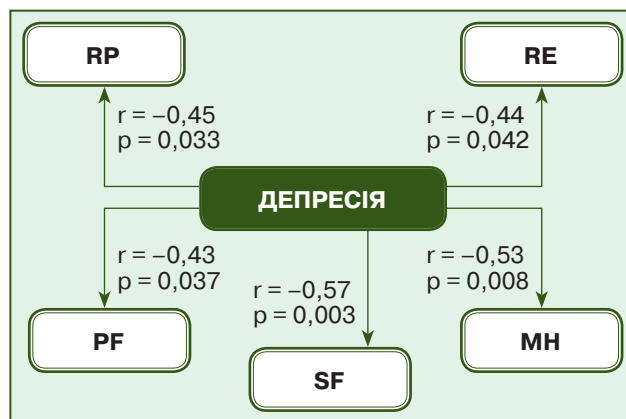 RP
RE
r = −0,45
p = 0,033
r = −0,44
p = 0,042
ДЕПРЕСІЯ
r = −0,43
p = 0,037
r = −0,57
p = 0,003
r = −0,53
p = 0,008
PF
SF
MH